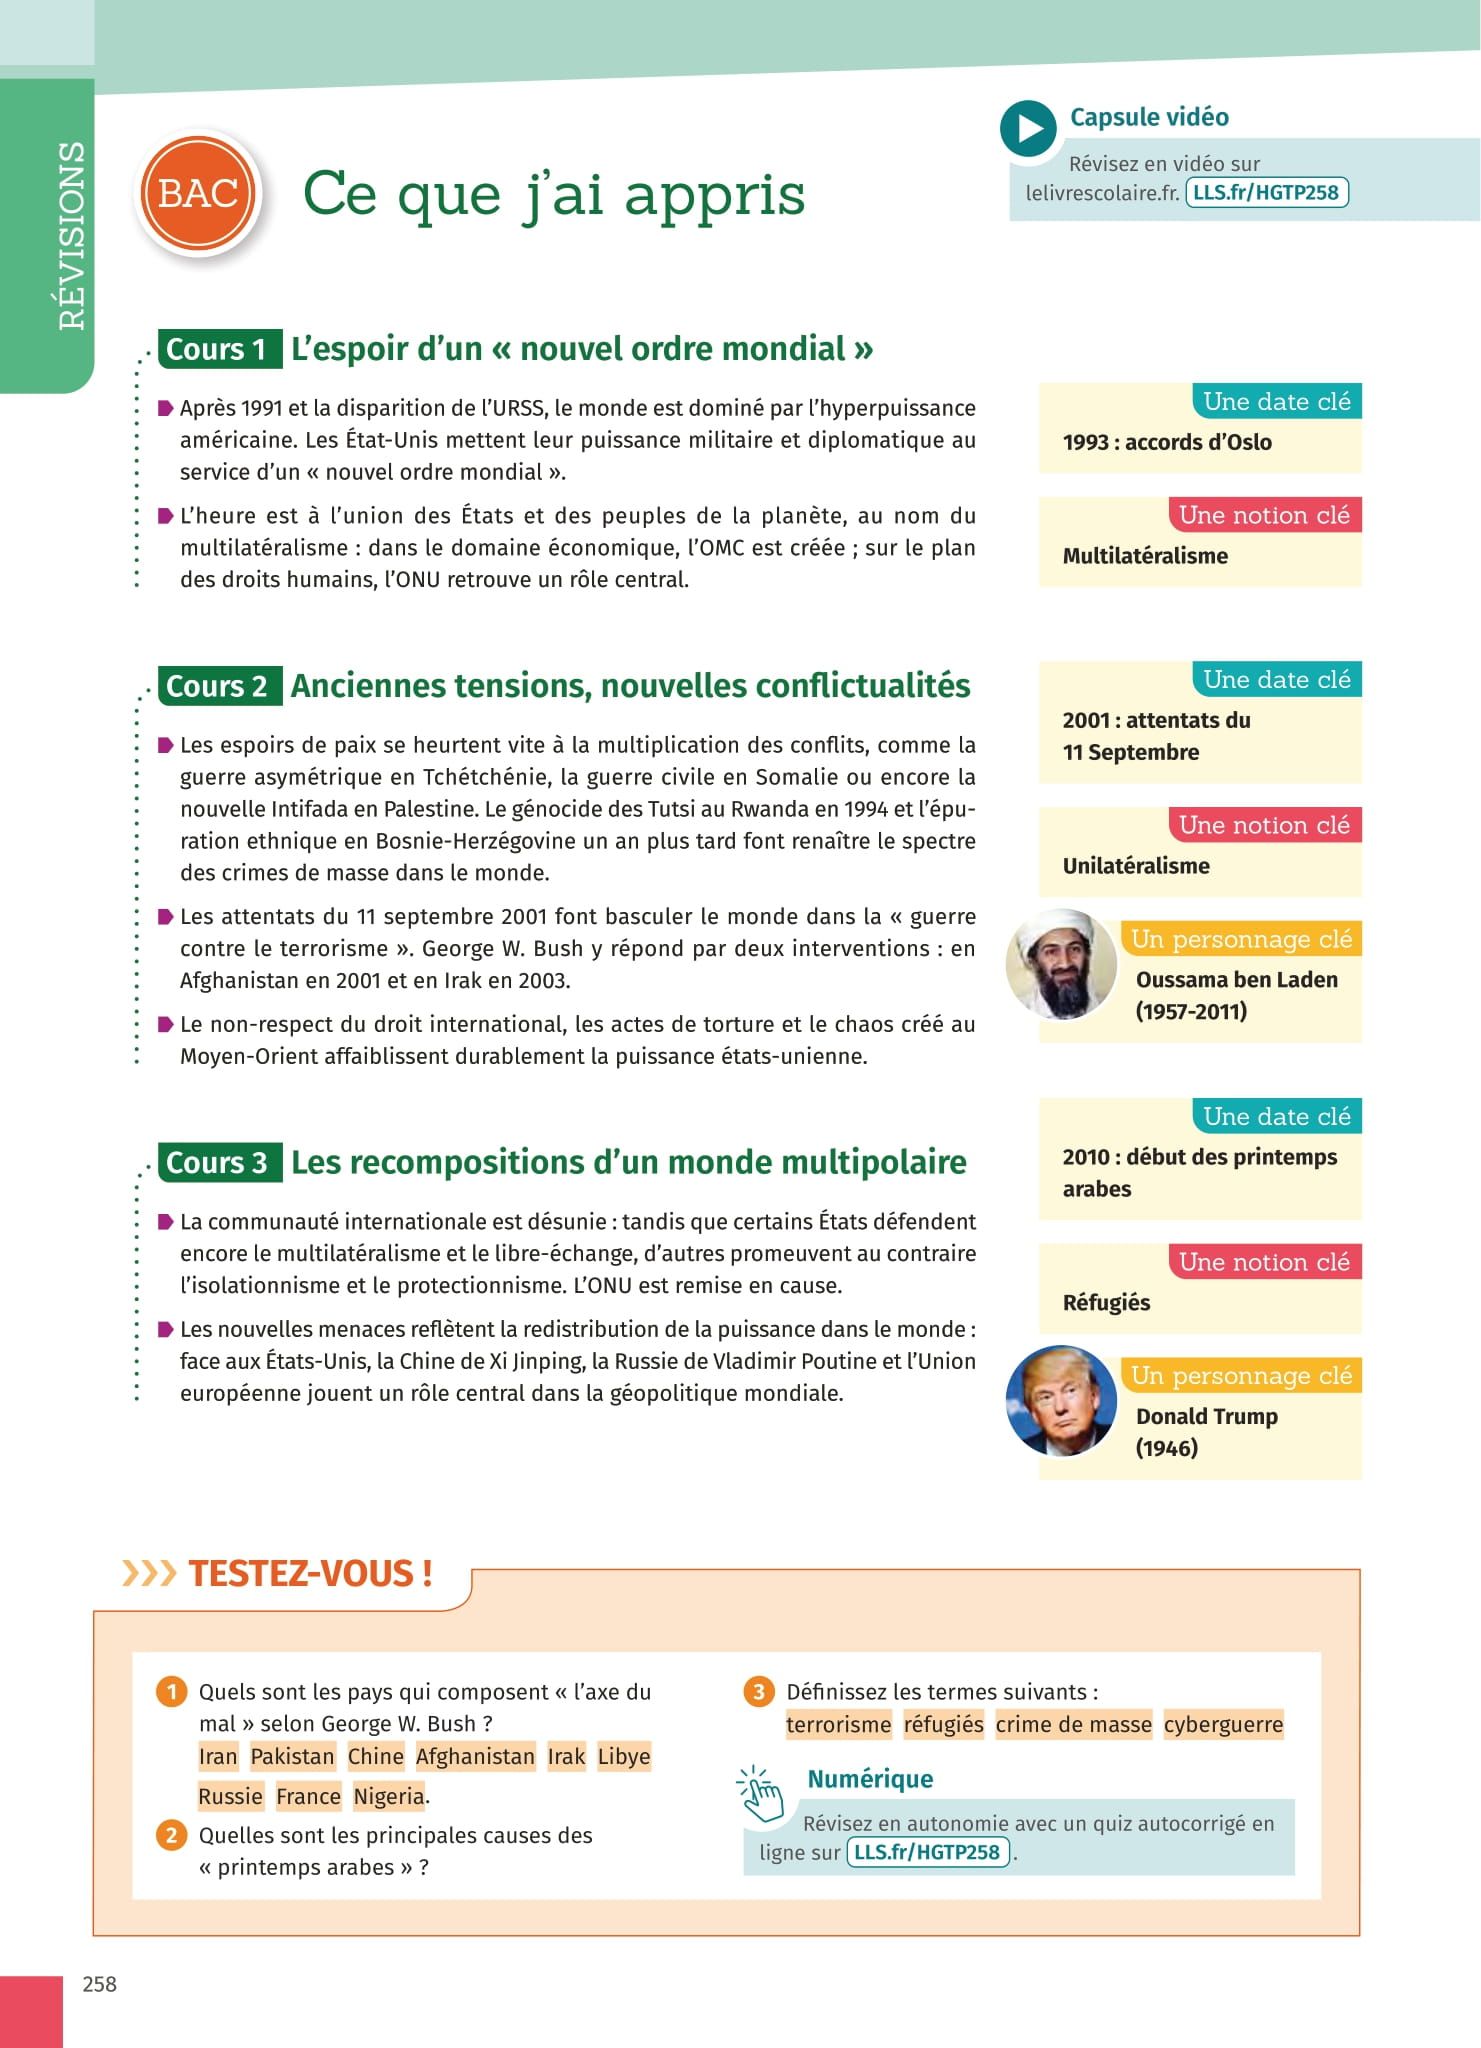 RÉVISIONS
BAC
Ce que j'ai appris
Capsule vidéo
Révisez en vidéo sur
lelivrescolaire.fr. LLS.fr/HGTP258
Cours 1 L'espoir d'un « nouvel ordre mondial »
Après 1991 et la disparition de l'URSS, le monde est dominé par l'hyperpuissance
américaine. Les État-Unis mettent leur puissance militaire et diplomatique au
service d'un « nouvel ordre mondial ».
L'heure est à l'union des États et des peuples de la planète, au nom du
multilatéralisme : dans le domaine économique, l'OMC est créée ; sur le plan
des droits humains, l'ONU retrouve un rôle central.
Une date clé
1993 : accords d'Oslo
Une notion clé
Multilatéralisme
Cours 2 Anciennes tensions, nouvelles conflictualités
Les espoirs de paix se heurtent vite à la multiplication des conflits, comme la
guerre asymétrique en Tchétchénie, la guerre civile en Somalie ou encore la
nouvelle Intifada en Palestine. Le génocide des Tutsi au Rwanda en 1994 et l'épu-
ration ethnique en Bosnie-Herzégovine un an plus tard font renaître le spectre
des crimes de masse dans le monde.
Les attentats du 11 septembre 2001 font basculer le monde dans la « guerre
contre le terrorisme ». George W. Bush y répond par deux interventions : en
Afghanistan en 2001 et en Irak en 2003.
Le non-respect du droit international, les actes de torture et le chaos créé au
Moyen-Orient affaiblissent durablement la puissance états-unienne.
Une date clé
2001 : attentats du
11 Septembre
Une notion clé
Unilatéralisme
Un personnage clé
Oussama ben Laden
(1957-2011)
Cours 3 Les recompositions d'un monde multipolaire
La communauté internationale est désunie : tandis que certains États défendent
encore le multilatéralisme et le libre-échange, d'autres promeuvent au contraire
l'isolationnisme et le protectionnisme. L'ONU est remise en cause.
Les nouvelles menaces reflètent la redistribution de la puissance dans le monde :
face aux États-Unis, la Chine de Xi Jinping, la Russie de Vladimir Poutine et l'Union
européenne jouent un rôle central dans la géopolitique mondiale.
Une date clé
2010 : début des printemps
arabes
Une notion clé
Réfugiés
Un personnage clé
Donald Trump
(1946)
TESTEZ-VOUS !
1 Quels sont les pays qui composent « l'axe du
mal » selon George W. Bush ?
Iran Pakistan Chine Afghanistan Irak Libye
Russie France Nigeria.
2 Quelles sont les principales causes des
« printemps arabes » ?
3 Définissez les termes suivants :
terrorisme réfugiés crime de masse cyberguerre
Numérique
Révisez en autonomie avec un quiz autocorrigé en
ligne sur LLS.fr/HGTP258 .
258